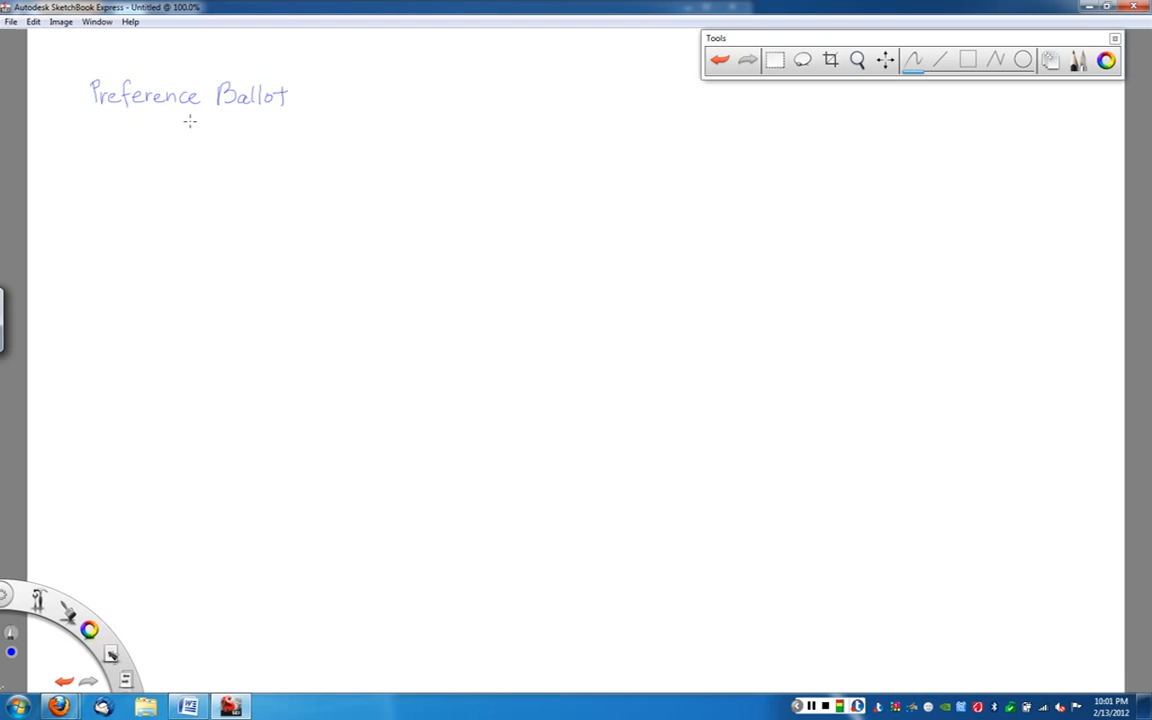 Autodesk SketchBook Express - Untitled @ 100.0%
File Edit Image Window Help
Tools
Preference Ballot
10:01 PM
2/13/2012